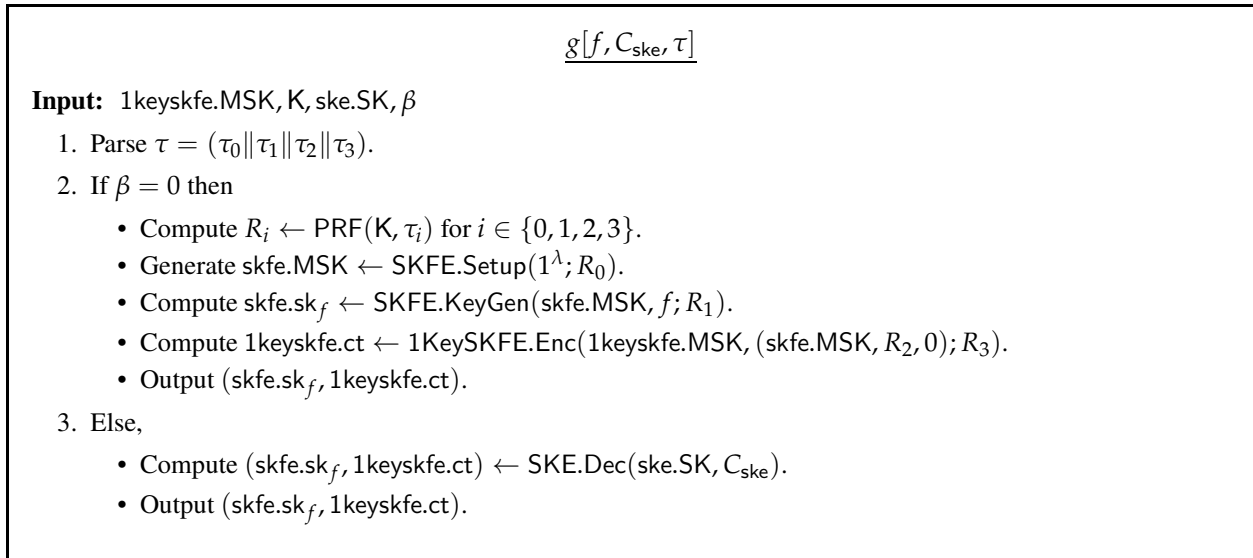 g[f, C_ske, τ]
Input: 1keyskfe.MSK, K, ske.SK, β
1. Parse τ = (τ_0‖τ_1‖τ_2‖τ_3).
2. If β = 0 then
• Compute R_i ← PRF(K, τ_i) for i ∈ {0, 1, 2, 3}.
• Generate skfe.MSK ← SKFE.Setup(1^λ; R_0).
• Compute skfe.sk_f ← SKFE.KeyGen(skfe.MSK, f; R_1).
• Compute 1keyskfe.ct ← 1KeySKFE.Enc(1keyskfe.MSK, (skfe.MSK, R_2, 0); R_3).
• Output (skfe.sk_f, 1keyskfe.ct).
3. Else,
• Compute (skfe.sk_f, 1keyskfe.ct) ← SKE.Dec(ske.SK, C_ske).
• Output (skfe.sk_f, 1keyskfe.ct).